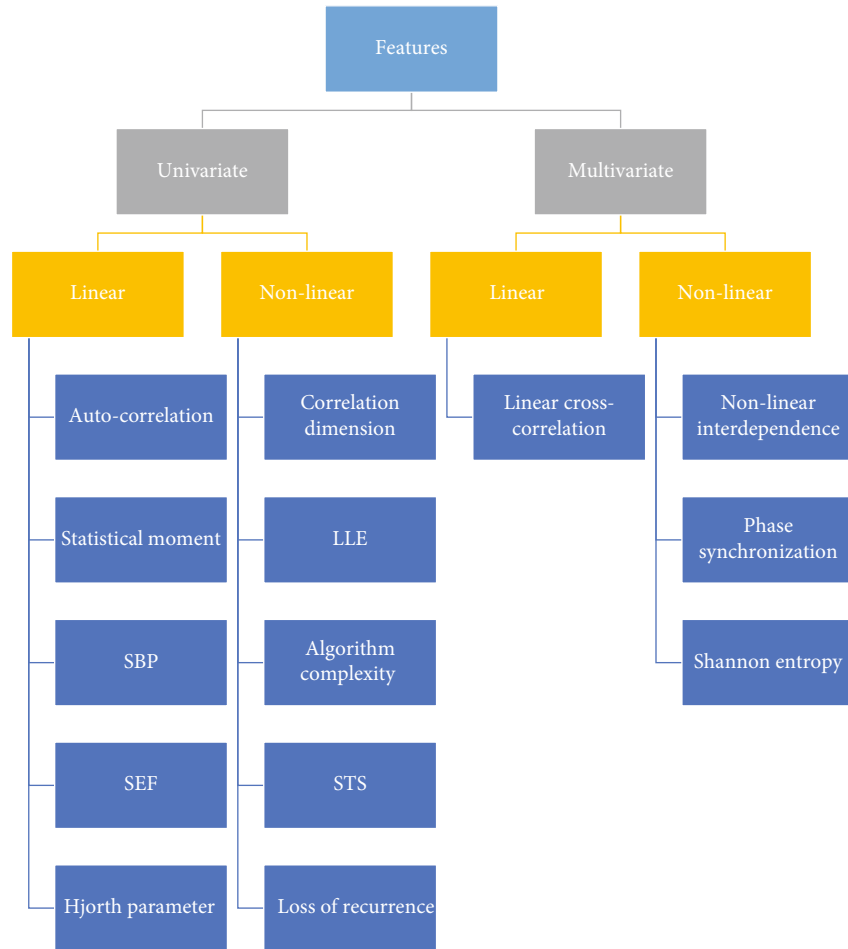 Features
Univariate
Multivariate
Linear
Non-linear
Linear
Non-linear
Auto-correlation
Correlation
dimension
Linear cross-
correlation
Non-linear
interdependence
Statistical moment
LLE
Phase
synchronization
SBP
Algorithm
complexity
Shannon entropy
SEF
STS
Hjorth parameter
Loss of recurrence